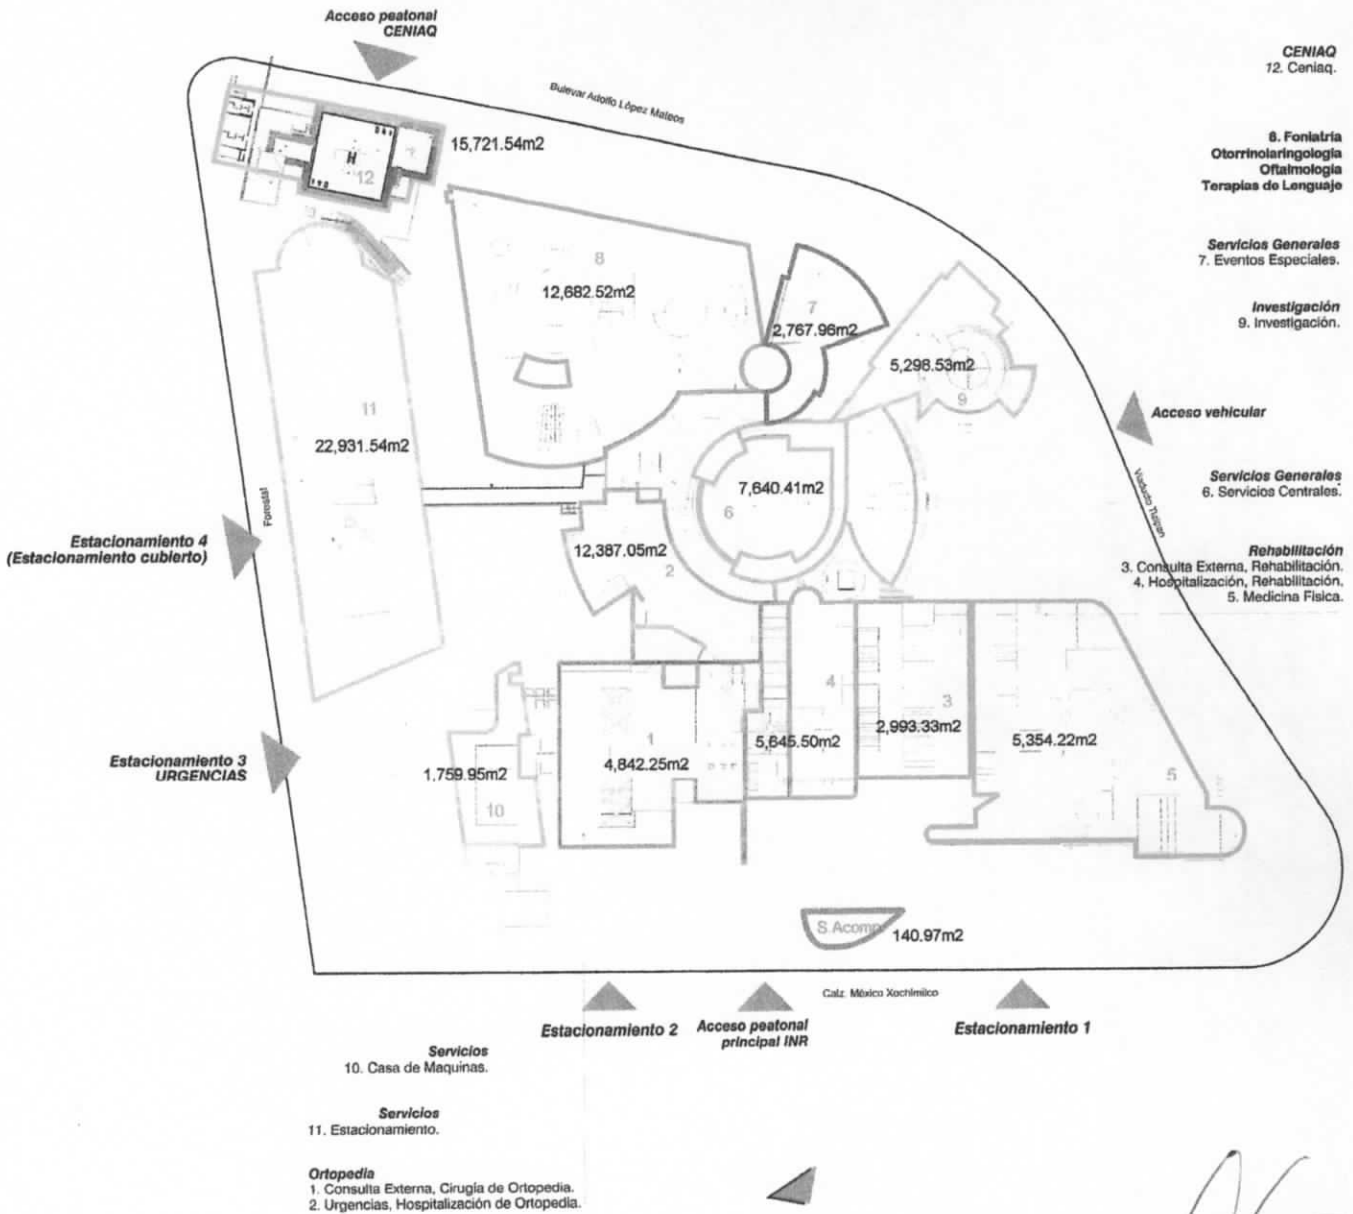 Acceso peatonal
CENIAQ
Bulevar Adolfo López Mateos
CENIAQ
12. Ceniaq.
15,721.54m2
H
12
8. Foniatria
Otorrinolaringologia
Oftalmologia
Terapias de Lenguaje
Servicios Generales
7. Eventos Especiales.
8
12,682.52m2
7
2,767.96m2
Investigación
9. Investigación.
5,298.53m2
9
11
22,931.54m2
Acceso vehicular
Viaducto Tlalpan
Servicios Generales
6. Servicios Centrales.
7,640.41m2
6
Forestal
Estacionamiento 4
(Estacionamiento cubierto)
12,387.05m2
2
Rehabilitación
3. Consulta Externa, Rehabilitación.
4. Hospitalización, Rehabilitación.
5. Medicina Física.
4
3
2,993.33m2
1
5,645.50m2
5,354.22m2
Estacionamiento 3
URGENCIAS
1,759.95m2
4,842.25m2
5
10
S.Acomp
140.97m2
Calz. México Xochimilco
Estacionamiento 2
Acceso peatonal
principal INR
Estacionamiento 1
Servicios
10. Casa de Maquinas.
Servicios
11. Estacionamiento.
Ortopedia
1. Consulta Externa, Cirugía de Ortopedia.
2. Urgencias, Hospitalización de Ortopedia.